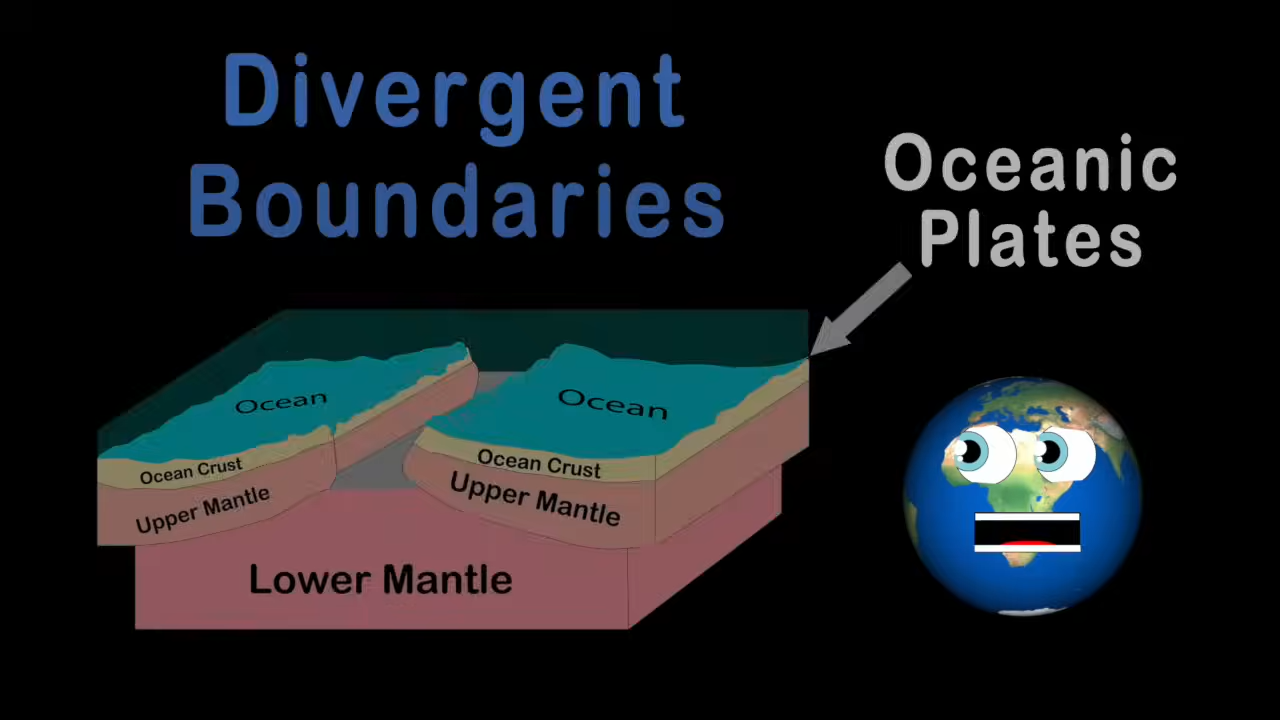 Divergent
Boundaries
Oceanic
Plates
Ocean
Ocean
Ocean Crust
Ocean Crust
Upper Mantle
Upper Mantle
Lower Mantle